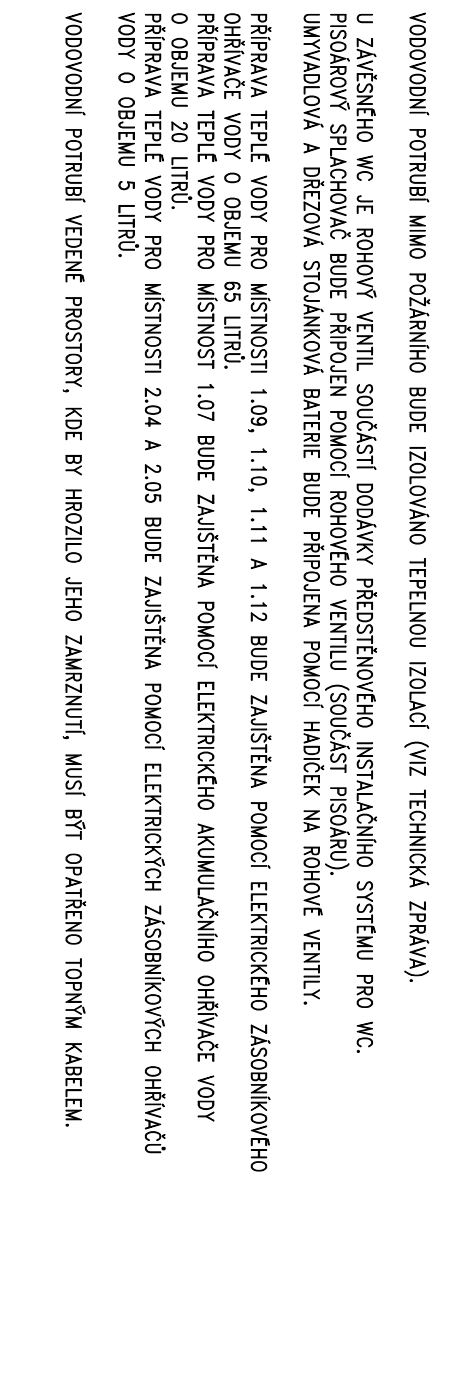 VODOVODNÍ POTRUBÍ MIMO POŽÁRNÍHO BUDE IZOLOVÁNO TEPELNOU IZOLACÍ (VIZ TECHNICKÁ ZPRÁVA).
U ZÁVĚSNÉHO WC JE ROHOVÝ VENTIL SOUČÁSTÍ DODÁVKY PŘEDSTĚNOVÉHO INSTALAČNÍHO SYSTÉMU PRO WC.
PISOÁROVÝ SPLACHOVAČ BUDE PŘIPOJEN POMOCÍ ROHOVÉHO VENTILU (SOUČÁST PISOÁRU).
UMYVADLOVÁ A DŘEZOVÁ STOJÁNKOVÁ BATERIE BUDE PŘIPOJENA POMOCÍ HADIČEK NA ROHOVÉ VENTILY.
PŘÍPRAVA TEPLÉ VODY PRO MÍSTNOSTI 1.09, 1.10, 1.11 A 1.12 BUDE ZAJIŠTĚNA POMOCÍ ELEKTRICKÉHO ZÁSOBNÍKOVÉHO
OHŘÍVAČE VODY O OBJEMU 65 LITRŮ.
PŘÍPRAVA TEPLÉ VODY PRO MÍSTNOST 1.07 BUDE ZAJIŠTĚNA POMOCÍ ELEKTRICKÉHO AKUMULAČNÍHO OHŘÍVAČE VODY
O OBJEMU 20 LITRŮ.
PŘÍPRAVA TEPLÉ VODY PRO MÍSTNOSTI 2.04 A 2.05 BUDE ZAJIŠTĚNA POMOCÍ ELEKTRICKÝCH ZÁSOBNÍKOVÝCH OHŘÍVAČŮ
VODY O OBJEMU 5 LITRŮ.
VODOVODNÍ POTRUBÍ VEDENÉ PROSTORY, KDE BY HROZILO JEHO ZAMRZNUTÍ, MUSÍ BÝT OPATŘENO TOPNÝM KABELEM.